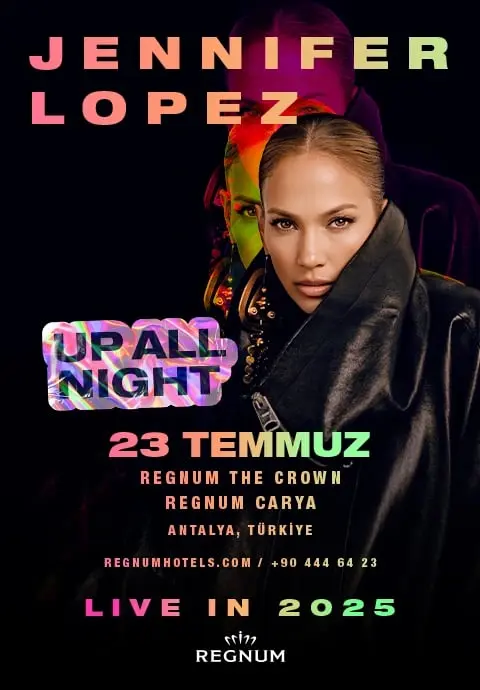 JENNIFER
LOPEZ
UP ALL
NIGHT
23 TEMMUZ
REGNUM THE CROWN
REGNUM CARYA
ANTALYA, TÜRKİYE
REGNUMHOTELS.COM / +90 444 64 23
LIVE IN 2025
REGNUM